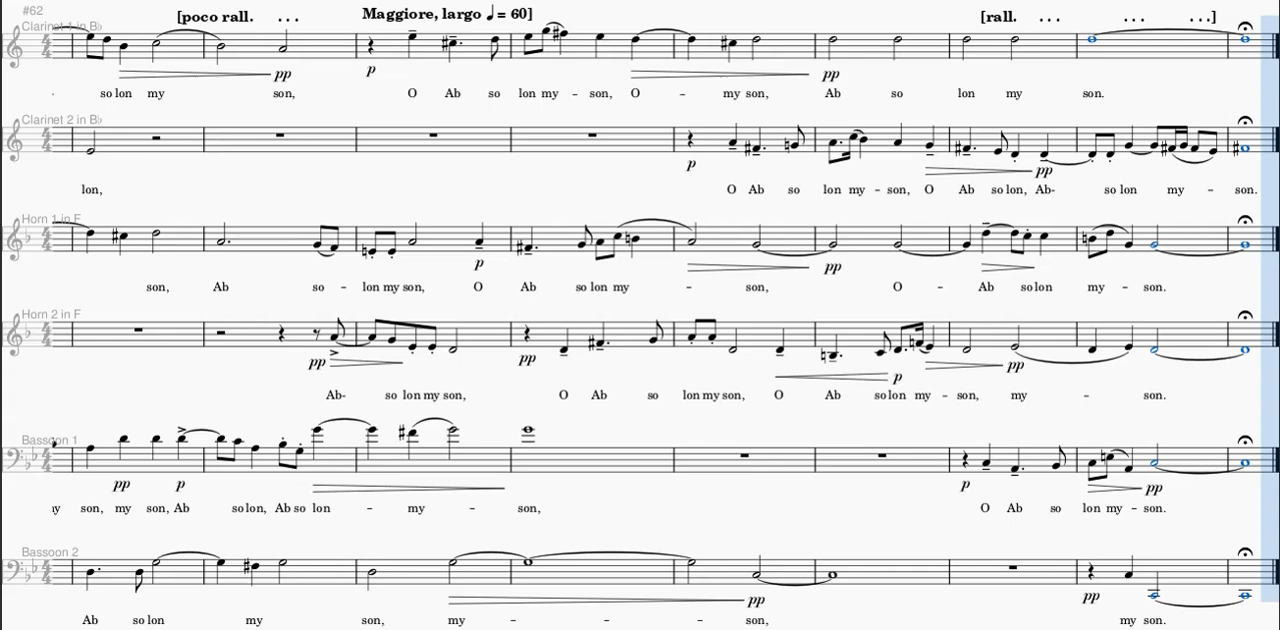 #62
[poco rall. ... Maggiore, largo ♩= 60] [rall. ... ... ...]
Clarinet 1 in B♭
pp p pp
so lon my son, O Ab so lon my - son, O - my son, Ab so lon my son.
Clarinet 2 in B♭
p pp
lon, O Ab so lon my - son, O Ab so lon, Ab- so lon my - son.
Horn 1 in F
p pp
son, Ab so - lon my son, O Ab so lon my - son, O - Ab so lon my - son.
Horn 2 in F
pp pp p pp
Ab- so lon my son, O Ab so lon my son, O Ab so lon my - son, my - son.
Bassoon 1
pp p p pp
son, my son, Ab so lon, Ab so lon - my - son, O Ab so lon my - son.
Bassoon 2
pp pp
Ab so lon my son, my - - son, my son.